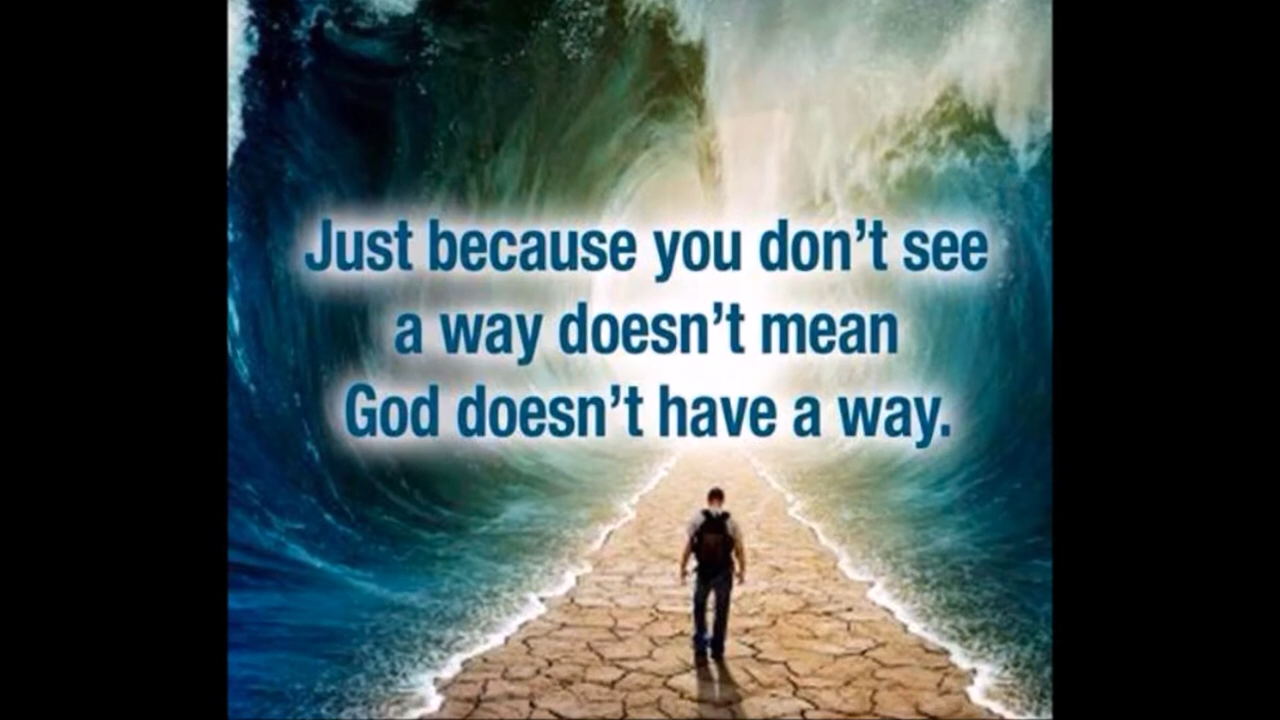 Just because you don’t see
a way doesn’t mean
God doesn’t have a way.